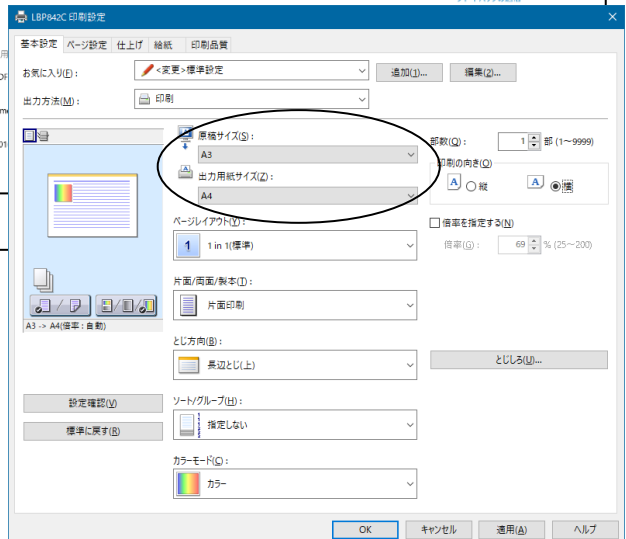 LBP842C 印刷設定
基本設定 ページ設定 仕上げ 給紙 印刷品質
お気に入り(F): <変更>標準設定 追加(1)... 編集(2)...
出力方法(M): 印刷
原稿サイズ(S):
A3
出力用紙サイズ(Z):
A4
部数(Q): 1 部 (1~9999)
印刷の向き(O)
A 縦 A 横
ページレイアウト(Y):
1 1 in 1(標準)
倍率を指定する(N)
倍率(G): 69 % (25~200)
片面/両面/製本(T):
片面印刷
A3 -> A4(倍率:自動)
とじ方向(B):
長辺とじ(上)
とじしろ(U)...
設定確認(V)
標準に戻す(R)
ソート/グループ(H):
指定しない
カラーモード(C):
カラー
OK キャンセル 適用(A) ヘルプ